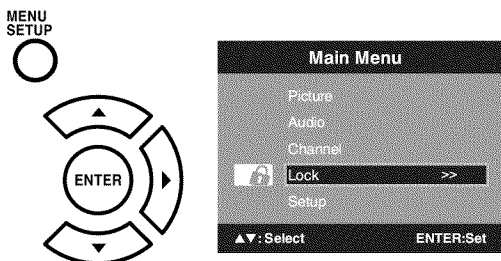 MENU
SETUP
ENTER
Main Menu
Picture
Audio
Channel
Lock >>
Setup
▲▼: Select ENTER:Set